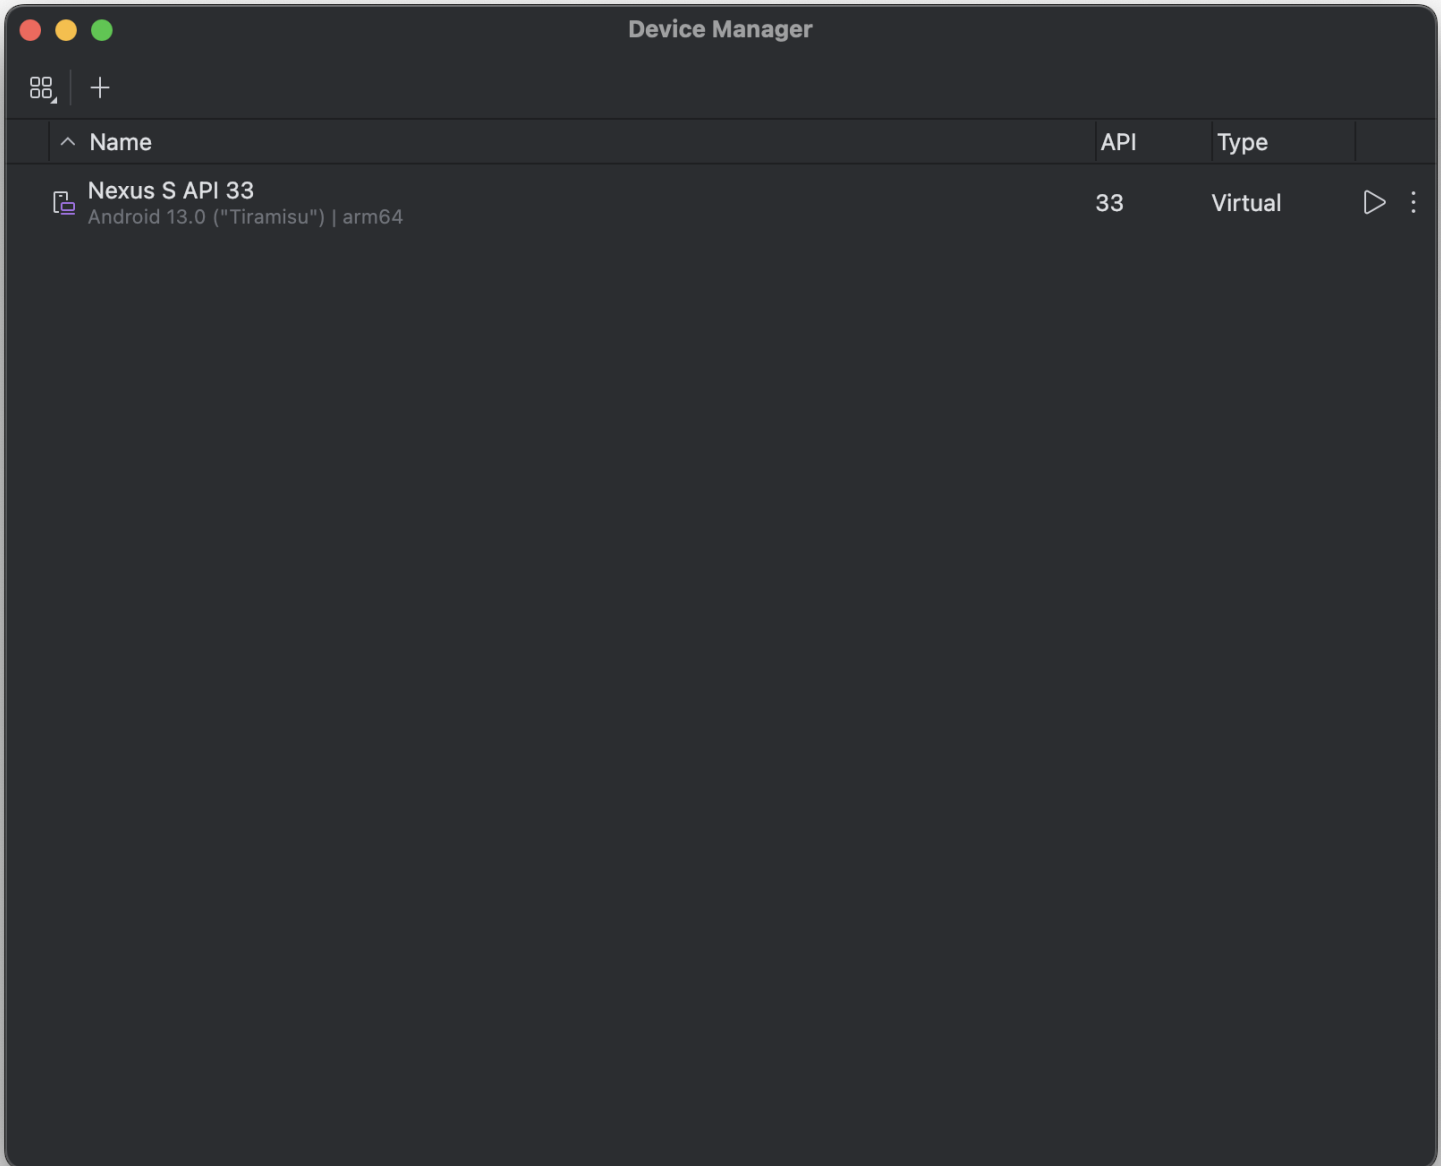 Device Manager
Name
API
Type
Nexus S API 33
Android 13.0 ("Tiramisu") | arm64
33
Virtual